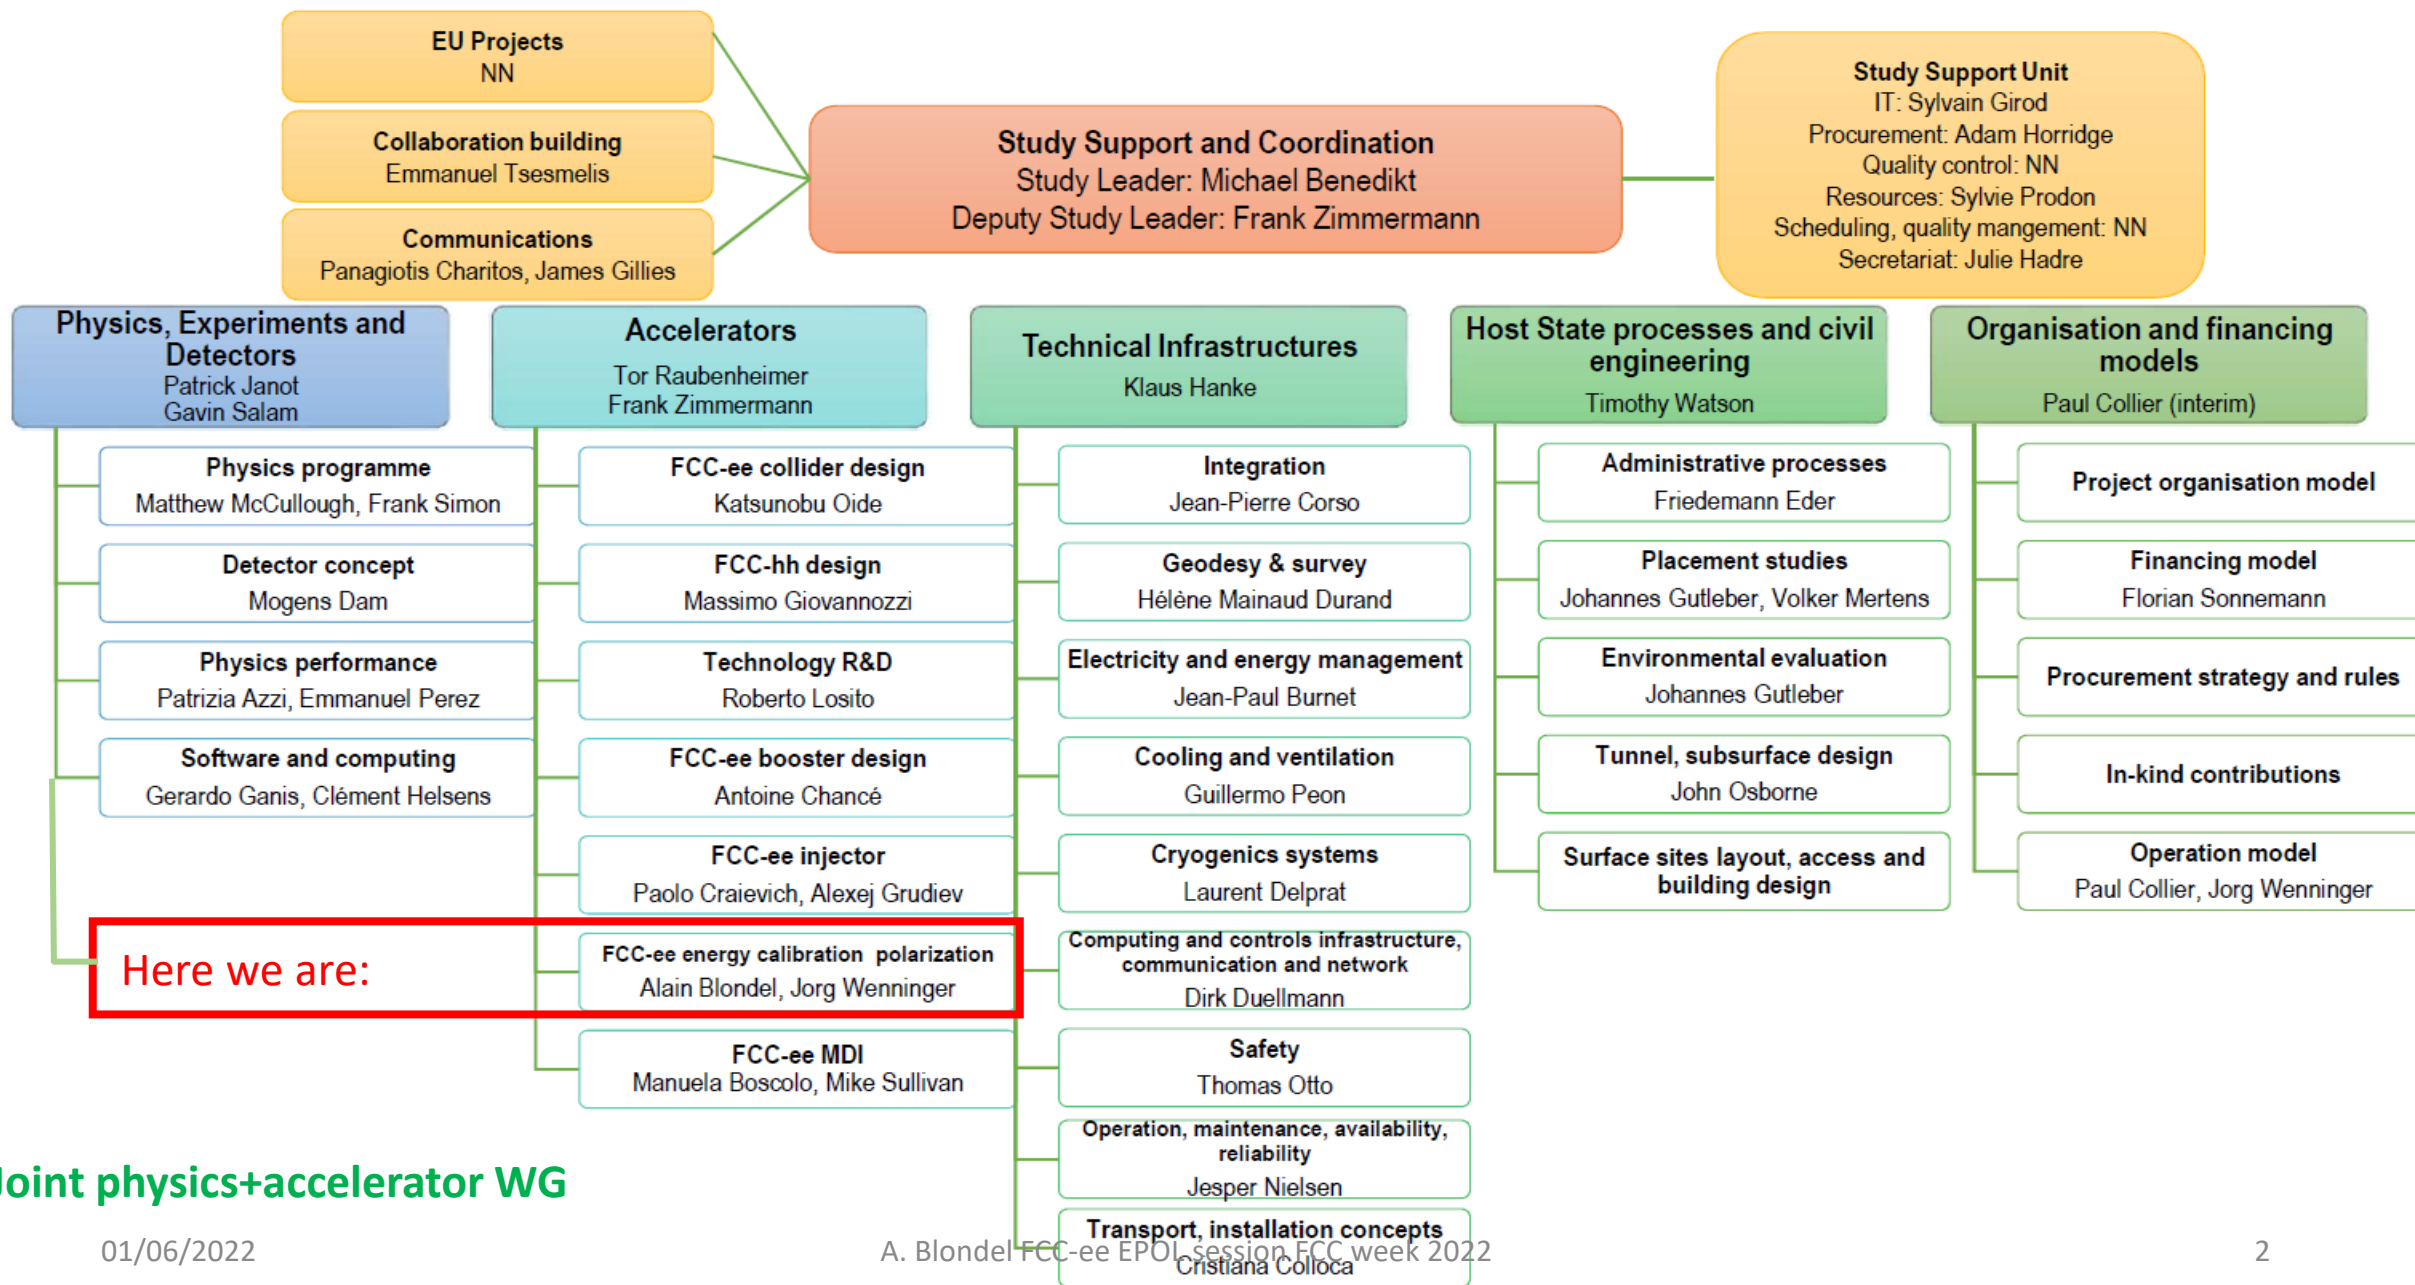 EU Projects
NN
Collaboration building
Emmanuel Tsesmelis
Communications
Panagiotis Charitos, James Gillies
Study Support and Coordination
Study Leader: Michael Benedikt
Deputy Study Leader: Frank Zimmermann
Study Support Unit
IT: Sylvain Girod
Procurement: Adam Horridge
Quality control: NN
Resources: Sylvie Prodon
Scheduling, quality mangement: NN
Secretariat: Julie Hadre
Physics, Experiments and
Detectors
Patrick Janot
Gavin Salam
Physics programme
Matthew McCullough, Frank Simon
Detector concept
Mogens Dam
Physics performance
Patrizia Azzi, Emmanuel Perez
Software and computing
Gerardo Ganis, Clément Helsens
Accelerators
Tor Raubenheimer
Frank Zimmermann
FCC-ee collider design
Katsunobu Oide
FCC-hh design
Massimo Giovannozzi
Technology R&D
Roberto Losito
FCC-ee booster design
Antoine Chancé
FCC-ee injector
Paolo Craievich, Alexej Grudiev
Here we are:
FCC-ee energy calibration polarization
Alain Blondel, Jorg Wenninger
FCC-ee MDI
Manuela Boscolo, Mike Sullivan
Technical Infrastructures
Klaus Hanke
Integration
Jean-Pierre Corso
Geodesy & survey
Hélène Mainaud Durand
Electricity and energy management
Jean-Paul Burnet
Cooling and ventilation
Guillermo Peon
Cryogenics systems
Laurent Delprat
Computing and controls infrastructure,
communication and network
Dirk Duellmann
Safety
Thomas Otto
Operation, maintenance, availability,
reliability
Jesper Nielsen
Transport, installation concepts
Cristiana Colloca
Host State processes and civil
engineering
Timothy Watson
Administrative processes
Friedemann Eder
Placement studies
Johannes Gutleber, Volker Mertens
Environmental evaluation
Johannes Gutleber
Tunnel, subsurface design
John Osborne
Surface sites layout, access and
building design
Organisation and financing
models
Paul Collier (interim)
Project organisation model
Financing model
Florian Sonnemann
Procurement strategy and rules
In-kind contributions
Operation model
Paul Collier, Jorg Wenninger
Joint physics+accelerator WG
01/06/2022
A. Blondel FCC-ee EPOL session FCC week 2022
2